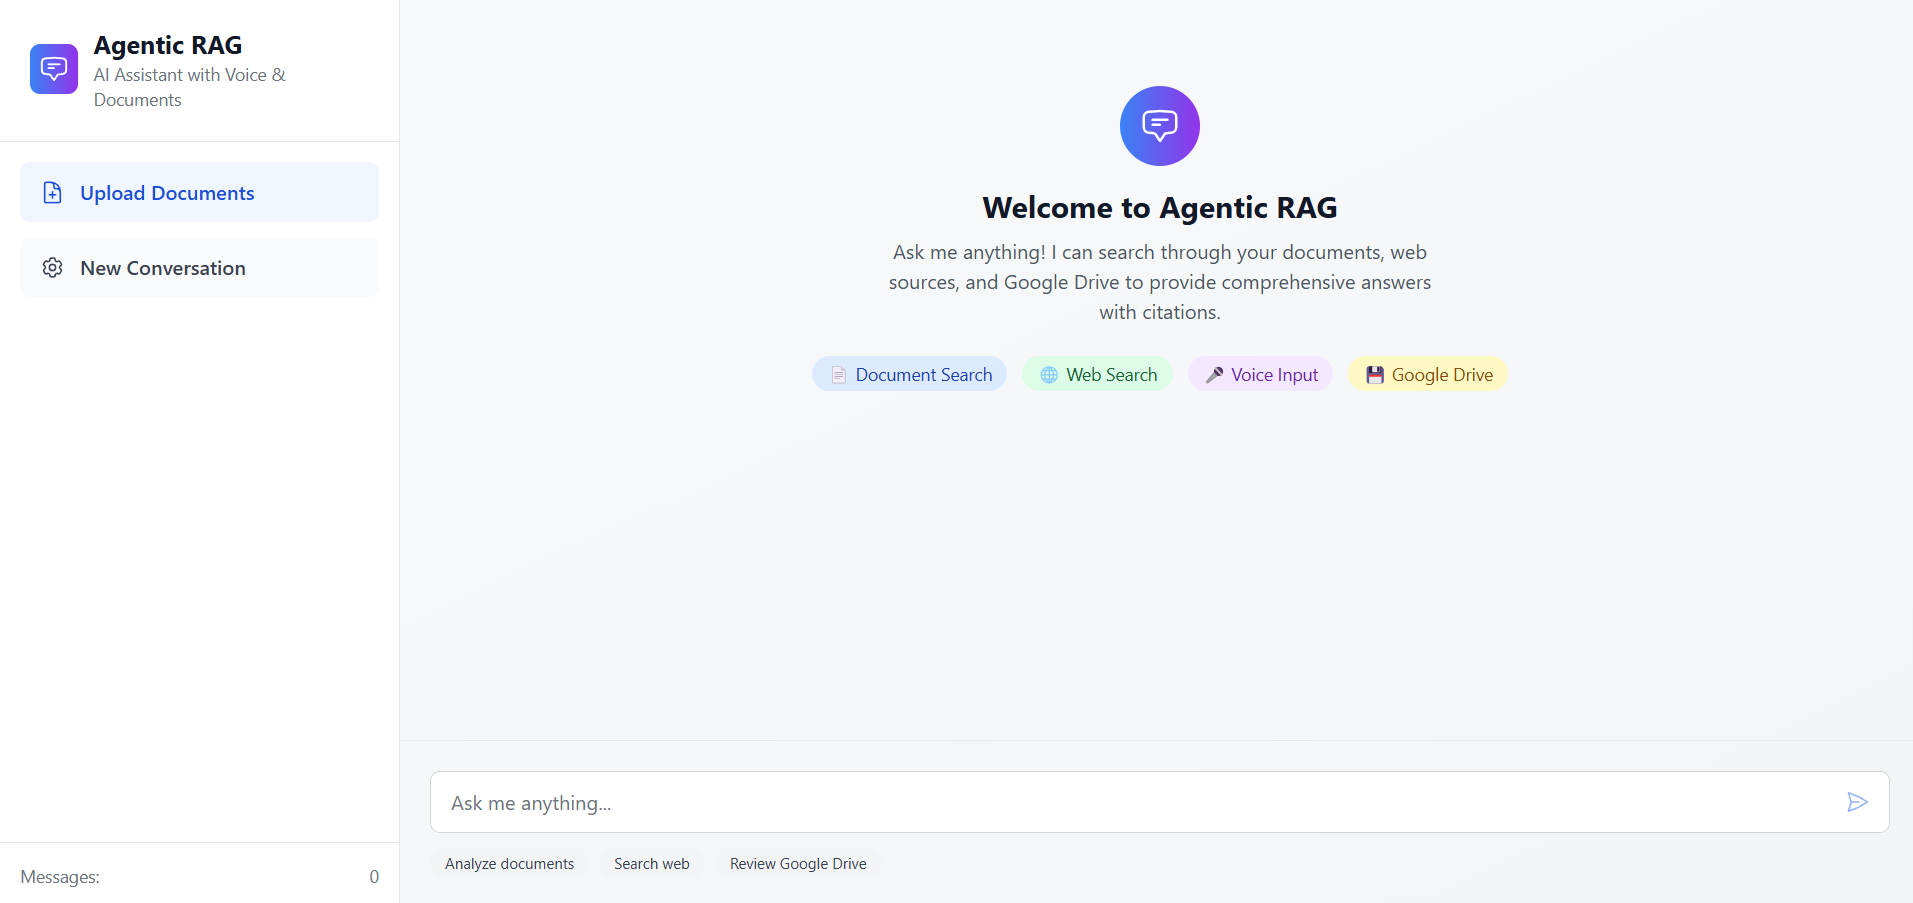 Agentic RAG
AI Assistant with Voice &
Documents
Upload Documents
New Conversation
Messages:
0
Welcome to Agentic RAG
Ask me anything! I can search through your documents, web
sources, and Google Drive to provide comprehensive answers
with citations.
Document Search
Web Search
Voice Input
Google Drive
Ask me anything...
Analyze documents
Search web
Review Google Drive